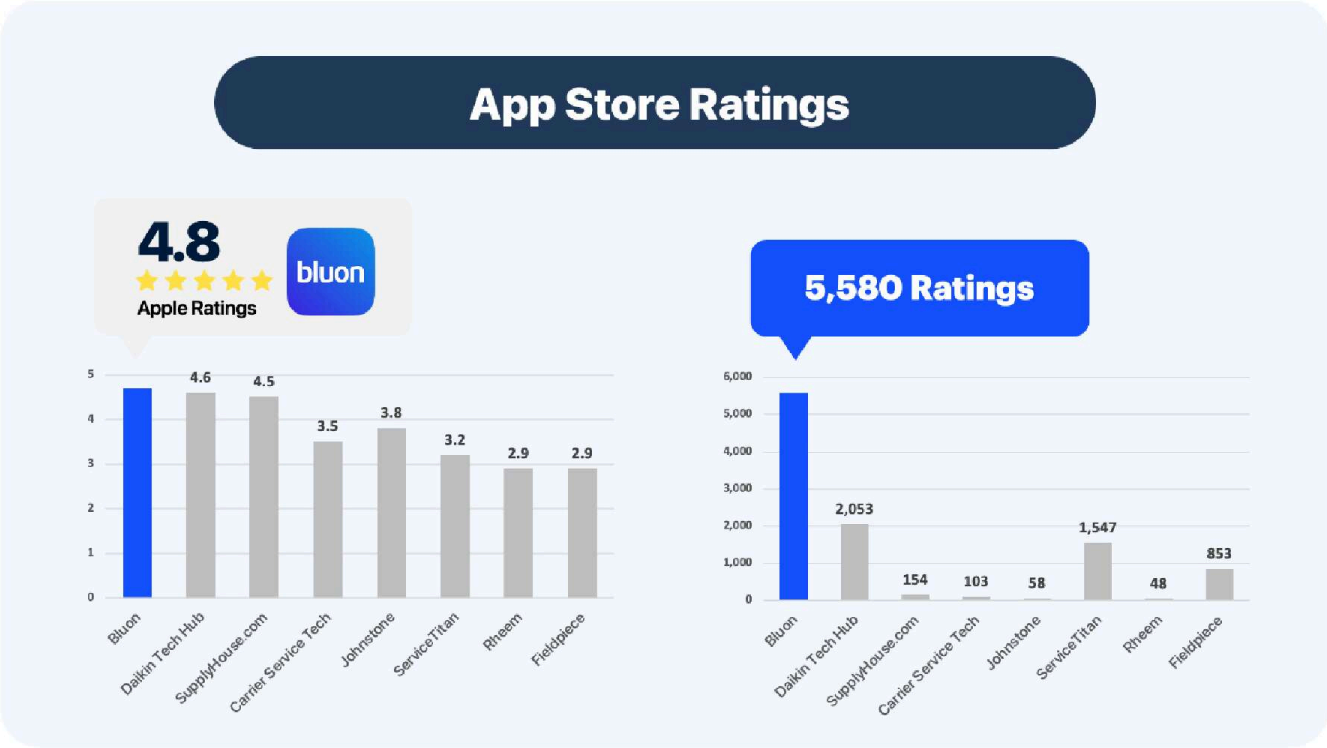 App Store Ratings
4.8
bluon
Apple Ratings
5,580 Ratings
5
4
3
2
1
0
4.6
4.5
3.5
3.8
3.2
2.9
2.9
Bluon
Daikin Tech Hub
SupplyHouse.com
Carrier Service Tech
Johnstone
ServiceTitan
Rheem
Fieldpiece
6,000
5,000
4,000
3,000
2,000
1,000
0
2,053
154
103
58
1,547
48
853
Bluon
Daikin Tech Hub
SupplyHouse.com
Carrier Service Tech
Johnstone
ServiceTitan
Rheem
Fieldpiece